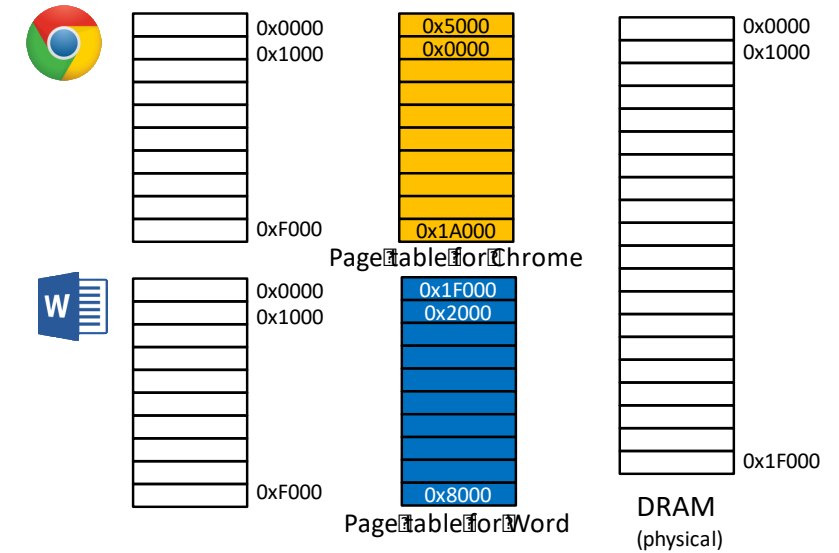 0x0000
0x1000
0xF000
0x5000
0x0000
0x1A000
Page table for Chrome
W
0x0000
0x1000
0xF000
0x1F000
0x2000
0x8000
Page table for Word
0x0000
0x1000
0x1F000
DRAM
(physical)